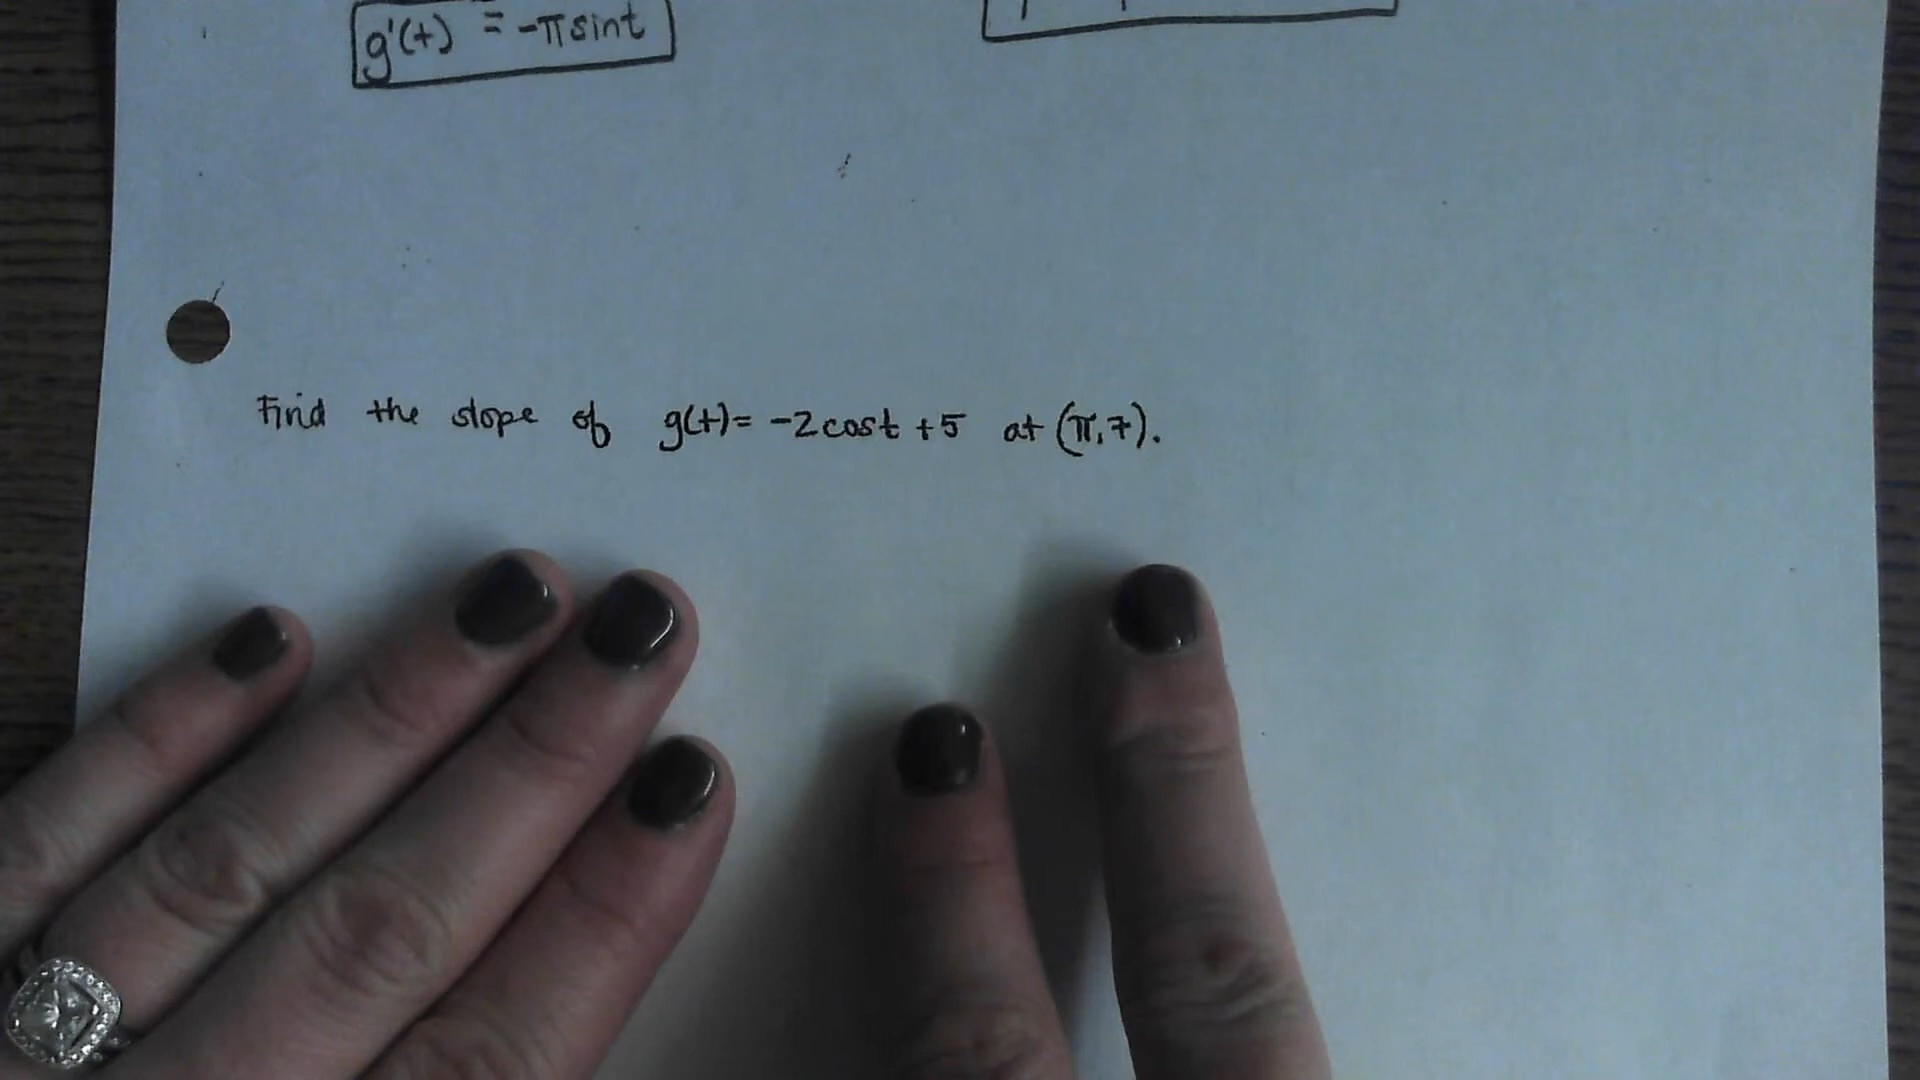 g'(t) = -π sint
Find the slope of g(t)= -2cost +5 at (π,7).